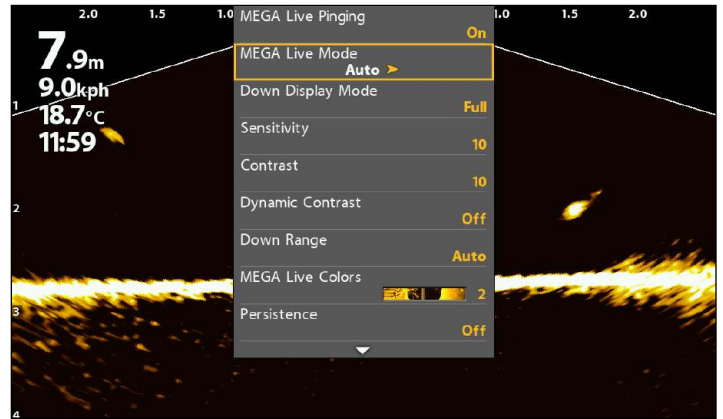 2.0
1.5
1.0
1.0
1.5
2.0
7.9m
9.0kph
18.7°C
11:59
1
2
3
4
MEGA Live Pinging
On
MEGA Live Mode
Auto ➤
Down Display Mode
Full
Sensitivity
10
Contrast
10
Dynamic Contrast
Off
Down Range
Auto
MEGA Live Colors
2
Persistence
Off